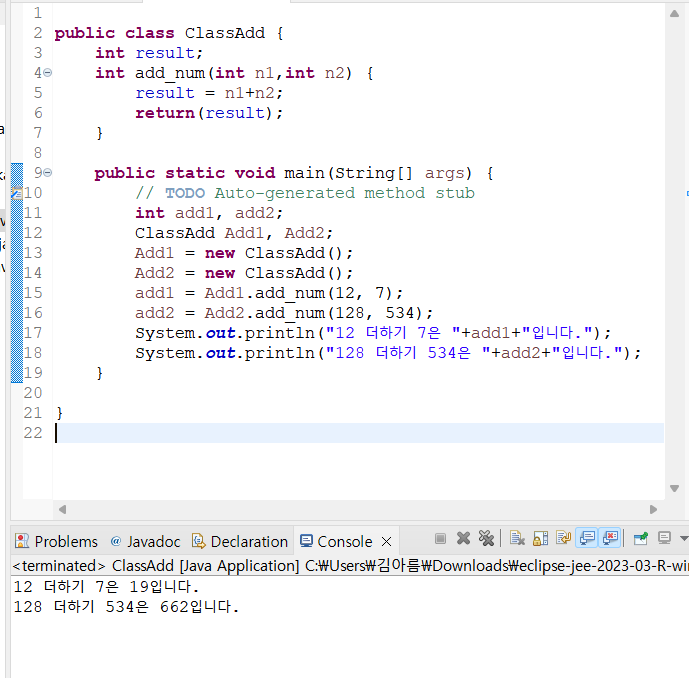 1
2 public class ClassAdd {
3     int result;
4     int add_num(int n1,int n2) {
5         result = n1+n2;
6         return(result);
7     }
8
9     public static void main(String[] args) {
10         // TODO Auto-generated method stub
11         int add1, add2;
12         ClassAdd Add1, Add2;
13         Add1 = new ClassAdd();
14         Add2 = new ClassAdd();
15         add1 = Add1.add_num(12, 7);
16         add2 = Add2.add_num(128, 534);
17         System.out.println("12 더하기 7은 "+add1+"입니다.");
18         System.out.println("128 더하기 534은 "+add2+"입니다.");
19     }
20
21 }
22
Problems @ Javadoc Declaration Console
<terminated> ClassAdd [Java Application] C:₩Users₩김아름₩Downloads₩eclipse-jee-2023-03-R-wi
12 더하기 7은 19입니다.
128 더하기 534은 662입니다.